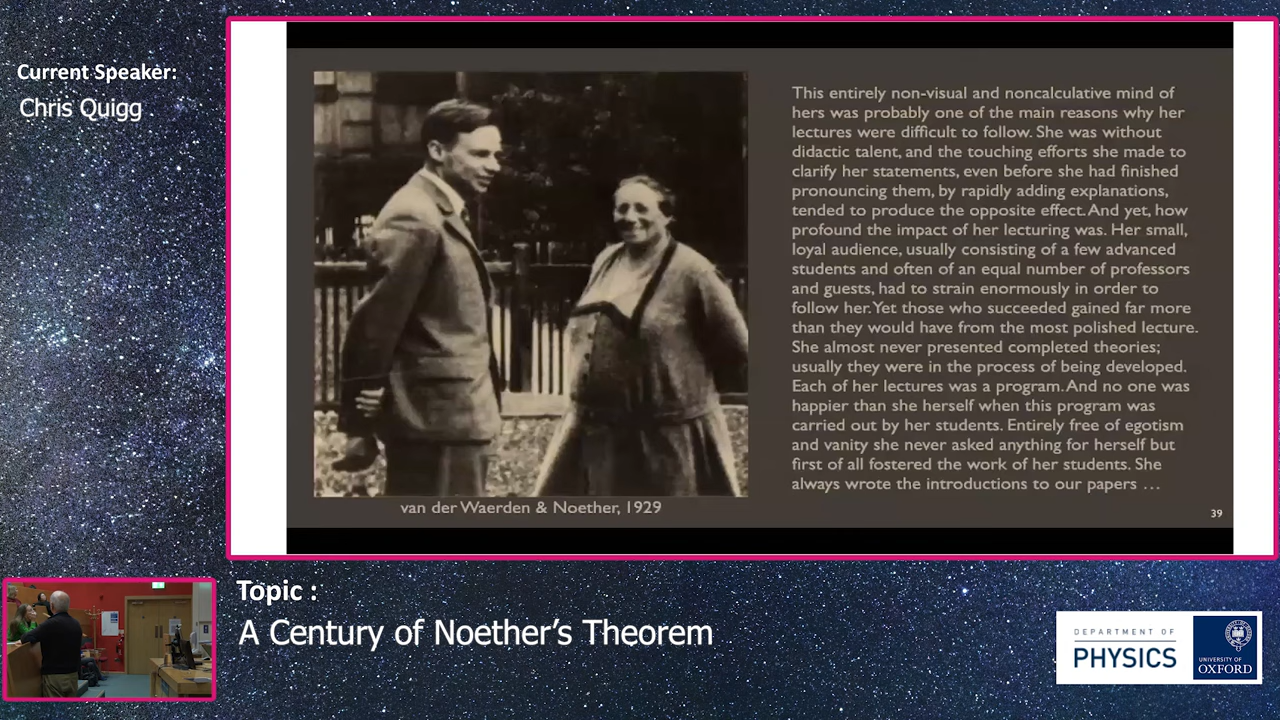 Current Speaker:
Chris Quigg
This entirely non-visual and noncalculative mind of
hers was probably one of the main reasons why her
lectures were difficult to follow. She was without
didactic talent, and the touching efforts she made to
clarify her statements, even before she had finished
pronouncing them, by rapidly adding explanations,
tended to produce the opposite effect. And yet, how
profound the impact of her lecturing was. Her small,
loyal audience, usually consisting of a few advanced
students and often of an equal number of professors
and guests, had to strain enormously in order to
follow her. Yet those who succeeded gained far more
than they would have from the most polished lecture.
She almost never presented completed theories;
usually they were in the process of being developed.
Each of her lectures was a program. And no one was
happier than she herself when this program was
carried out by her students. Entirely free of egotism
and vanity she never asked anything for herself but
first of all fostered the work of her students. She
always wrote the introductions to our papers …
van der Waerden & Noether, 1929
39
Topic :
A Century of Noether's Theorem
DEPARTMENT OF
PHYSICS
UNIVERSITY OF
OXFORD